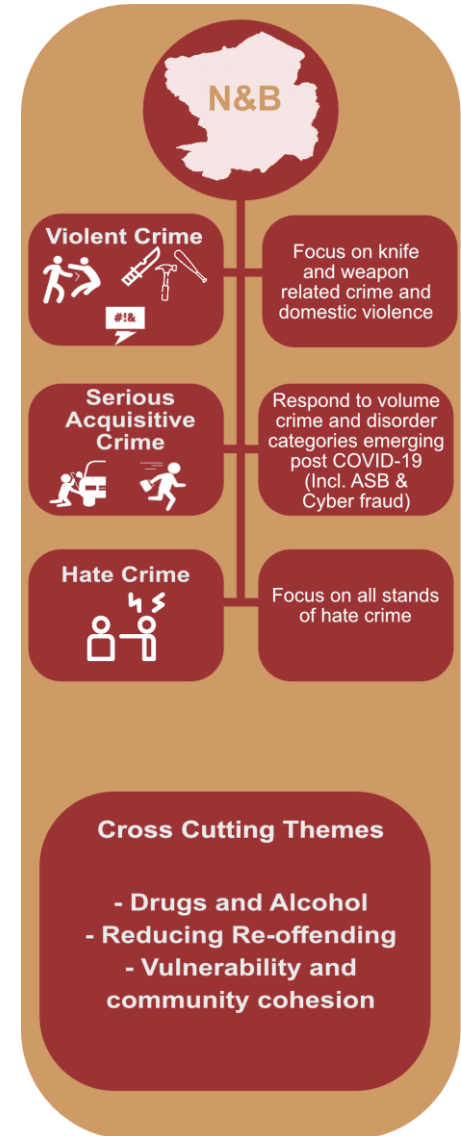 N&B
Violent Crime
#!&
Focus on knife
and weapon
related crime and
domestic violence
Serious
Acquisitive
Crime
Respond to volume
crime and disorder
categories emerging
post COVID-19
(Incl. ASB &
Cyber fraud)
Hate Crime
Focus on all stands
of hate crime
Cross Cutting Themes
- Drugs and Alcohol
- Reducing Re-offending
- Vulnerability and
community cohesion